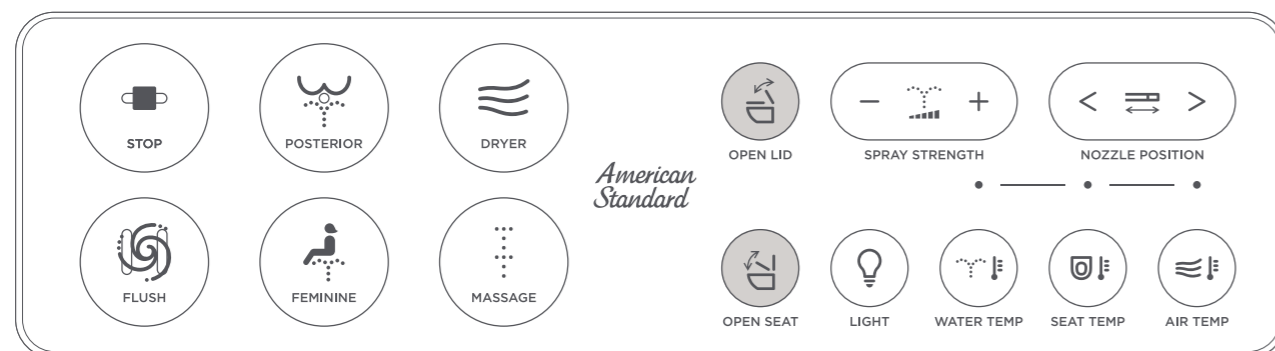 STOP
POSTERIOR
DRYER
OPEN LID
SPRAY STRENGTH
NOZZLE POSITION
American
Standard
FLUSH
FEMININE
MASSAGE
OPEN SEAT
LIGHT
WATER TEMP
SEAT TEMP
AIR TEMP